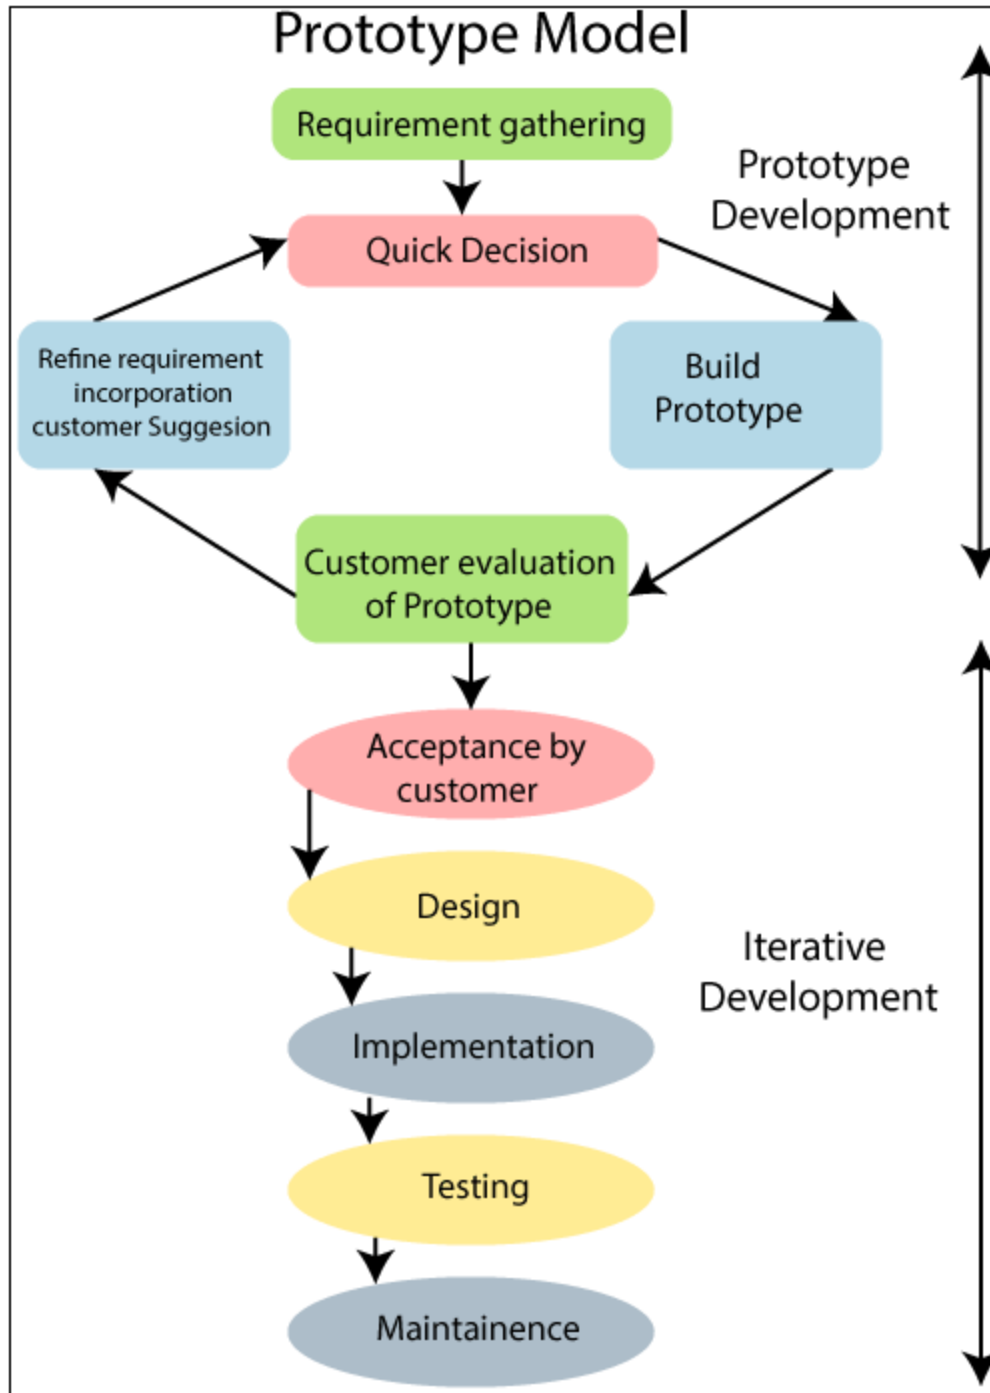 Prototype Model
Requirement gathering
Prototype
Development
Quick Decision
Refine requirement
incorporation
customer Suggesion
Build
Prototype
Customer evaluation
of Prototype
Acceptance by
customer
Design
Iterative
Development
Implementation
Testing
Maintainence